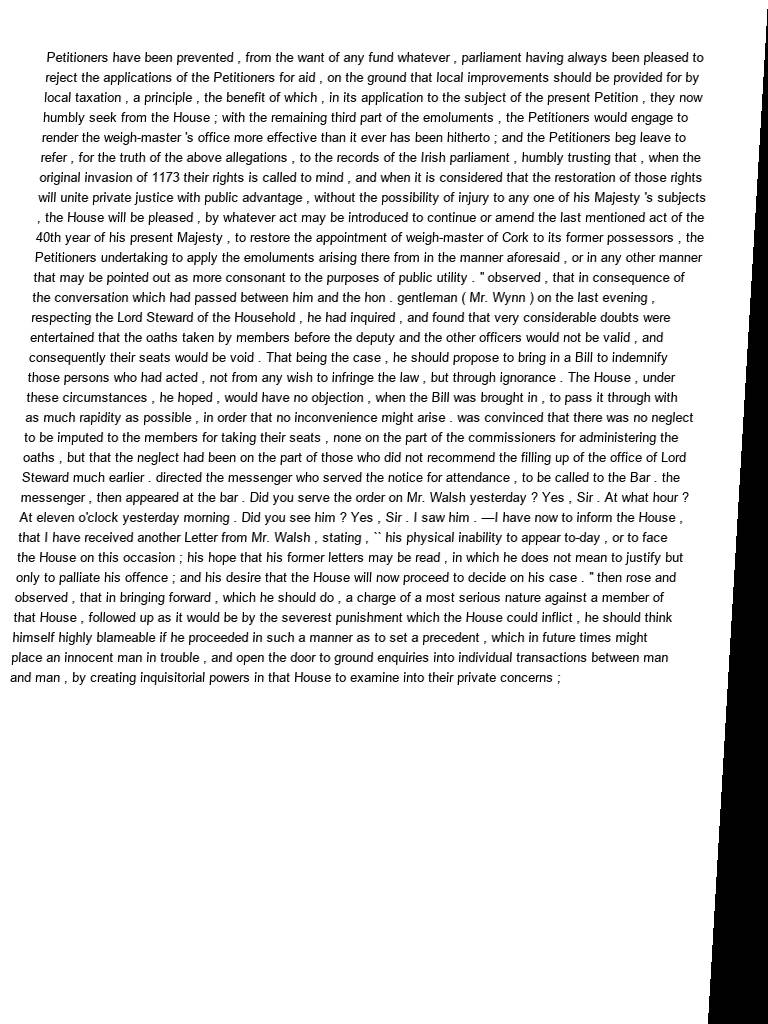 Petitioners have been prevented , from the want of any fund whatever , parliament having always been pleased to
reject the applications of the Petitioners for aid , on the ground that local improvements should be provided for by
local taxation , a principle , the benefit of which , in its application to the subject of the present Petition , they now
humbly seek from the House ; with the remaining third part of the emoluments , the Petitioners would engage to
render the weigh-master 's office more effective than it ever has been hitherto ; and the Petitioners beg leave to
refer , for the truth of the above allegations , to the records of the Irish parliament , humbly trusting that , when the
original invasion of 1173 their rights is called to mind , and when it is considered that the restoration of those rights
will unite private justice with public advantage , without the possibility of injury to any one of his Majesty 's subjects
, the House will be pleased , by whatever act may be introduced to continue or amend the last mentioned act of the
40th year of his present Majesty , to restore the appointment of weigh-master of Cork to its former possessors , the
Petitioners undertaking to apply the emoluments arising there from in the manner aforesaid , or in any other manner
that may be pointed out as more consonant to the purposes of public utility . " observed , that in consequence of
the conversation which had passed between him and the hon . gentleman ( Mr. Wynn ) on the last evening ,
respecting the Lord Steward of the Household , he had inquired , and found that very considerable doubts were
entertained that the oaths taken by members before the deputy and the other officers would not be valid , and
consequently their seats would be void . That being the case , he should propose to bring in a Bill to indemnify
those persons who had acted , not from any wish to infringe the law , but through ignorance . The House , under
these circumstances , he hoped , would have no objection , when the Bill was brought in , to pass it through with
as much rapidity as possible , in order that no inconvenience might arise . was convinced that there was no neglect
to be imputed to the members for taking their seats , none on the part of the commissioners for administering the
oaths , but that the neglect had been on the part of those who did not recommend the filling up of the office of Lord
Steward much earlier . directed the messenger who served the notice for attendance , to be called to the Bar . the
messenger , then appeared at the bar . Did you serve the order on Mr. Walsh yesterday ? Yes , Sir . At what hour ?
At eleven o'clock yesterday morning . Did you see him ? Yes , Sir . I saw him . —I have now to inform the House ,
that I have received another Letter from Mr. Walsh , stating , `` his physical inability to appear to-day , or to face
the House on this occasion ; his hope that his former letters may be read , in which he does not mean to justify but
only to palliate his offence ; and his desire that the House will now proceed to decide on his case . " then rose and
observed , that in bringing forward , which he should do , a charge of a most serious nature against a member of
that House , followed up as it would be by the severest punishment which the House could inflict , he should think
himself highly blameable if he proceeded in such a manner as to set a precedent , which in future times might
place an innocent man in trouble , and open the door to ground enquiries into individual transactions between man
and man , by creating inquisitorial powers in that House to examine into their private concerns ;